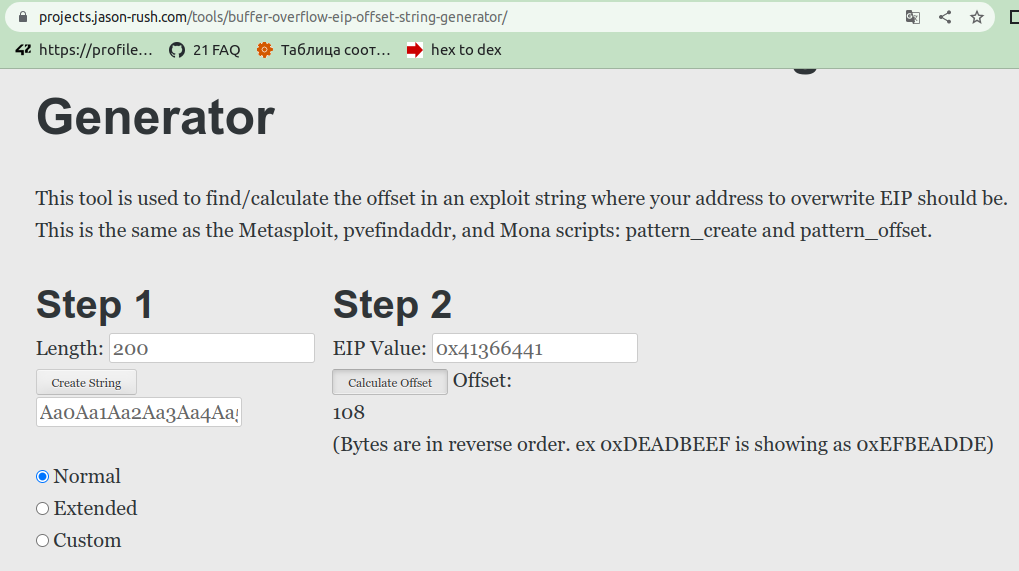 projects.jason-rush.com/tools/buffer-overflow-eip-offset-string-generator/
https://profile... 21 FAQ Таблица соот... hex to dex
Generator
This tool is used to find/calculate the offset in an exploit string where your address to overwrite EIP should be.
This is the same as the Metasploit, pvefindaddr, and Mona scripts: pattern_create and pattern_offset.
Step 1
Length: 200
Create String
Aa0Aa1Aa2Aa3Aa4Aa5
Normal
Extended
Custom
Step 2
EIP Value: 0x41366441
Calculate Offset Offset:
108
(Bytes are in reverse order. ex 0xDEADBEEF is showing as 0xEFBEADDE)